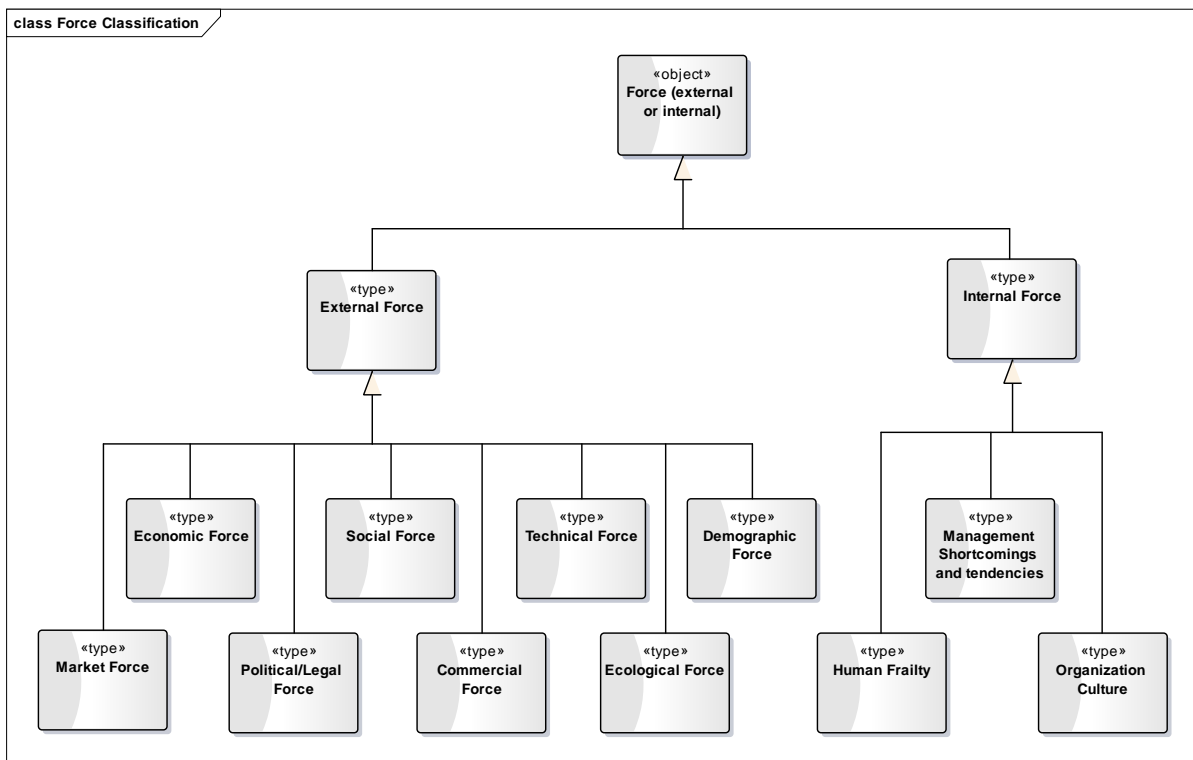 class Force Classification
«object»
Force (external
or internal)
«type»
External Force
«type»
Internal Force
«type»
Economic Force
«type»
Social Force
«type»
Technical Force
«type»
Demographic
Force
«type»
Management
Shortcomings
and tendencies
«type»
Market Force
«type»
Political/Legal
Force
«type»
Commercial
Force
«type»
Ecological Force
«type»
Human Frailty
«type»
Organization
Culture